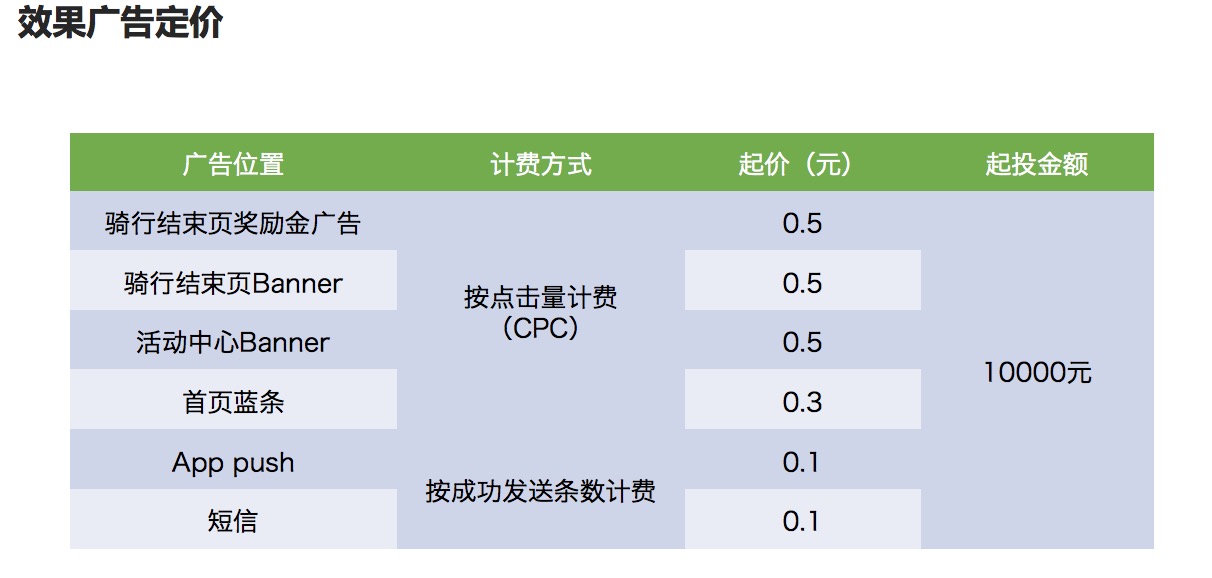 效果广告定价
广告位置 计费方式 起价（元） 起投金额
骑行结束页奖励金广告 0.5
骑行结束页Banner 0.5
按点击量计费
（CPC）
活动中心Banner 0.5
10000元
首页蓝条 0.3
App push 0.1
按成功发送条数计费
短信 0.1